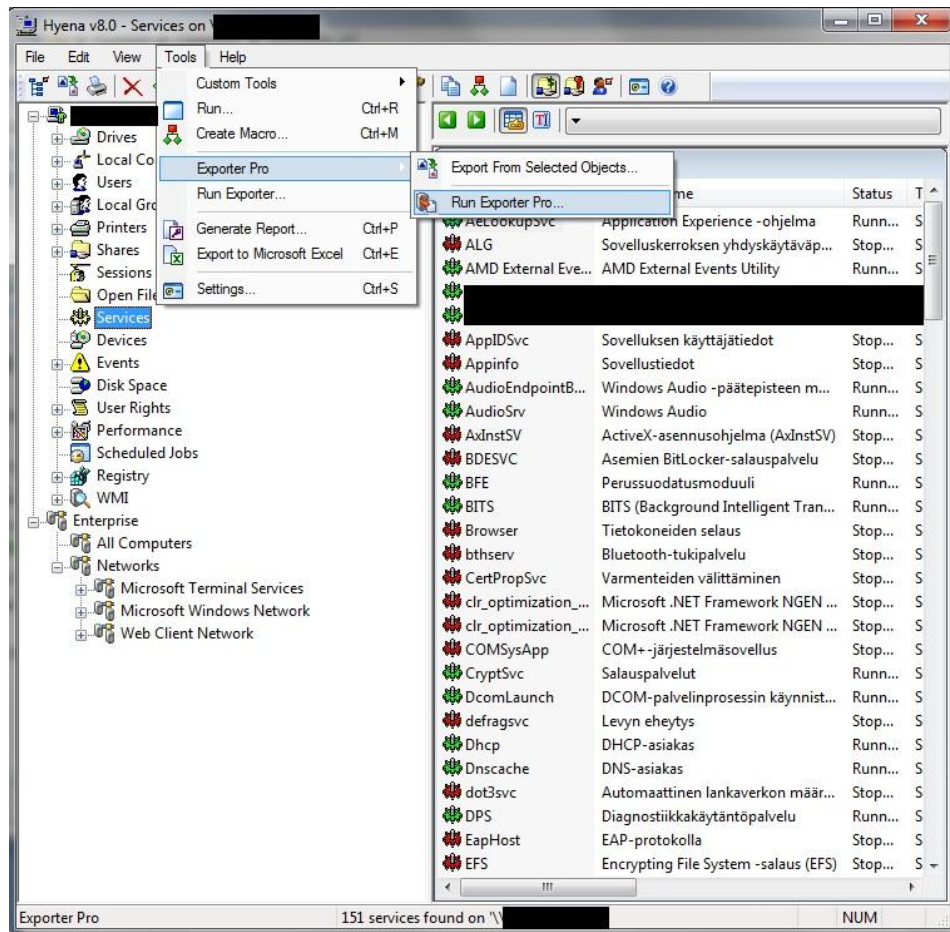 Hyena v8.0 - Services on \
File Edit View Tools Help
Custom Tools
Run... Ctrl+R
Create Macro... Ctrl+M
Exporter Pro
Run Exporter...
Generate Report... Ctrl+P
Export to Microsoft Excel Ctrl+E
Settings... Ctrl+S
Export From Selected Objects...
Run Exporter Pro...
Drives
Local Co
Users
Local Gro
Printers
Shares
Sessions
Open File
Services
Devices
Events
Disk Space
User Rights
Performance
Scheduled Jobs
Registry
WMI
Enterprise
All Computers
Networks
Microsoft Terminal Services
Microsoft Windows Network
Web Client Network
me Status T
AeLookupSvc Application Experience -ohjelma Runn... S
ALG Sovelluskerroksen yhdyskäytäväp... Stop... S
AMD External Eve... AMD External Events Utility Runn... S
AppIDSvc Sovelluksen käyttäjätiedot Stop... S
Appinfo Sovellustiedot Stop... S
AudioEndpointB... Windows Audio -päätepisteen m... Runn... S
AudioSrv Windows Audio Runn... S
AxInstSV ActiveX-asennusohjelma (AxInstSV) Stop... S
BDESVC Asemien BitLocker-salauspalvelu Stop... S
BFE Perussuodatusmoduuli Runn... S
BITS BITS (Background Intelligent Tran... Runn... S
Browser Tietokoneiden selaus Stop... S
bthserv Bluetooth-tukipalvelu Stop... S
CertPropSvc Varmenteiden välittäminen Stop... S
clr_optimization_... Microsoft .NET Framework NGEN ... Stop... S
clr_optimization_... Microsoft .NET Framework NGEN ... Stop... S
COMSysApp COM+-järjestelmäsovellus Stop... S
CryptSvc Salauspalvelut Runn... S
DcomLaunch DCOM-palvelinprosessin käynnist... Runn... S
defragsvc Levyn eheytys Stop... S
Dhcp DHCP-asiakas Runn... S
Dnscache DNS-asiakas Runn... S
dot3svc Automaattinen lankaverkon määr... Stop... S
DPS Diagnostiikkakäytäntöpalvelu Runn... S
EapHost EAP-protokolla Stop... S
EFS Encrypting File System -salaus (EFS) Stop... S
Exporter Pro 151 services found on '\\ NUM